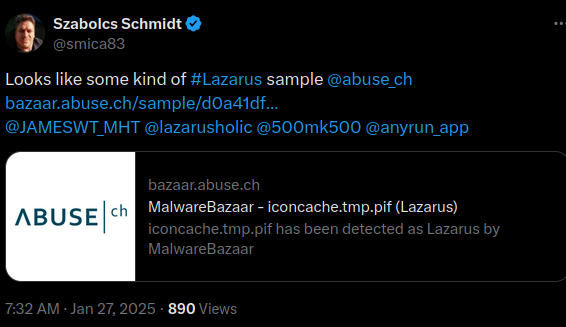 Szabolcs Schmidt
@smica83
Looks like some kind of #Lazarus sample @abuse_ch
bazaar.abuse.ch/sample/d0a41df...
@JAMESWT_MHT @lazarusholic @500mk500 @anyrun_app
ABUSE|ch
bazaar.abuse.ch
MalwareBazaar - iconcache.tmp.pif (Lazarus)
iconcache.tmp.pif has been detected as Lazarus by
MalwareBazaar
7:32 AM · Jan 27, 2025 · 890 Views